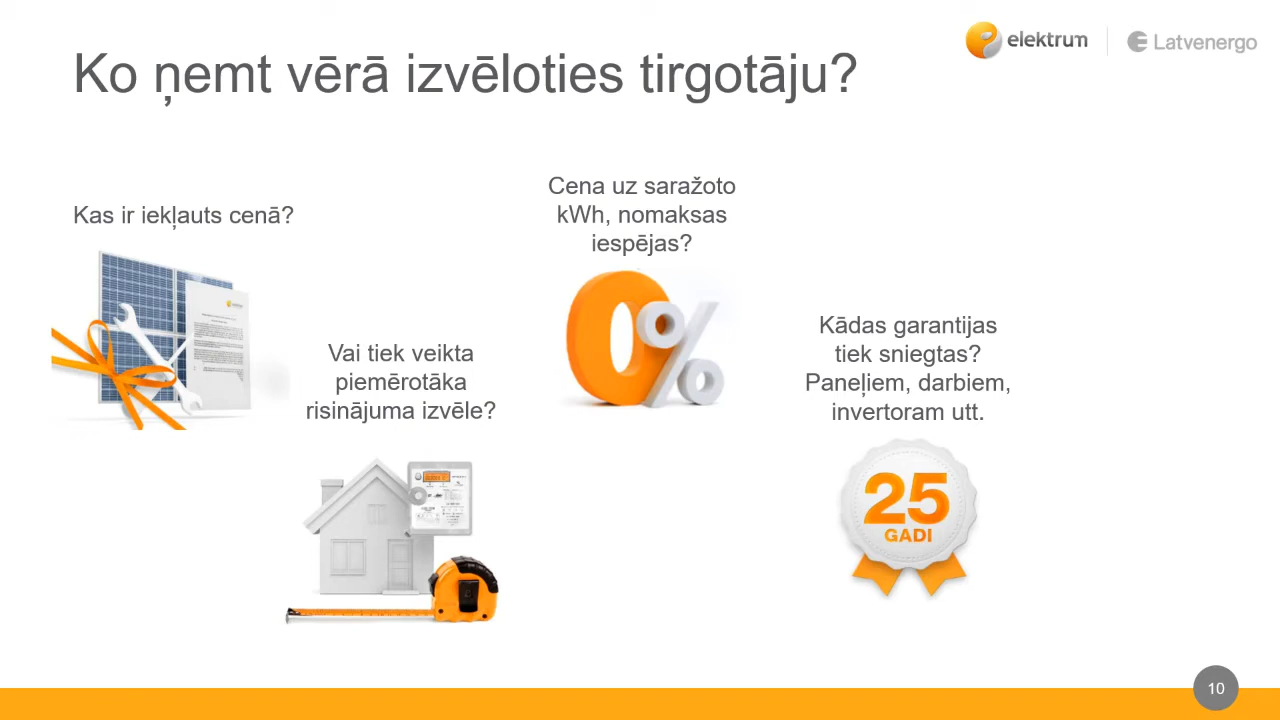 elektrum
Latvenergo
Ko ņemt vērā izvēloties tirgotāju?
Kas ir iekļauts cenā?
Vai tiek veikta
piemērotāka
risinājuma izvēle?
Cena uz saražoto
kWh, nomaksas
iespējas?
0%
Kādas garantijas
tiek sniegtas?
Paneļiem, darbiem,
invertoram utt.
25
GADI
10